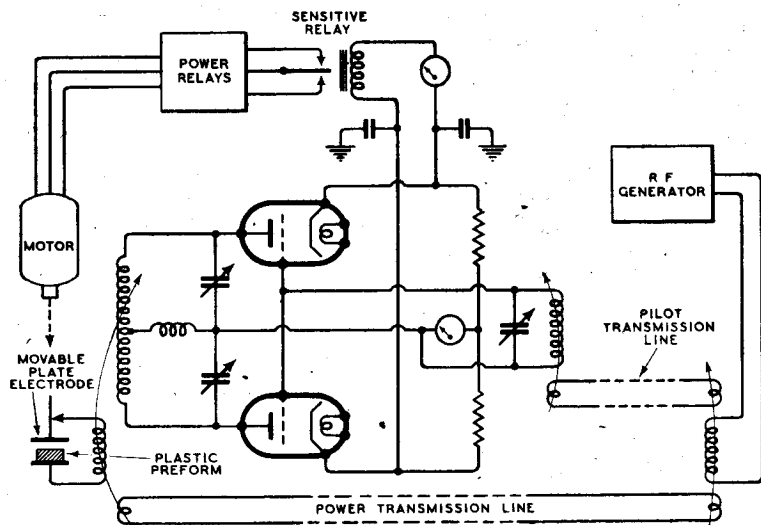 SENSITIVE
RELAY
POWER
RELAYS
R F
GENERATOR
MOTOR
PILOT
TRANSMISSION
LINE
MOVABLE
PLATE
ELECTRODE
PLASTIC
PREFORM
POWER TRANSMISSION LINE